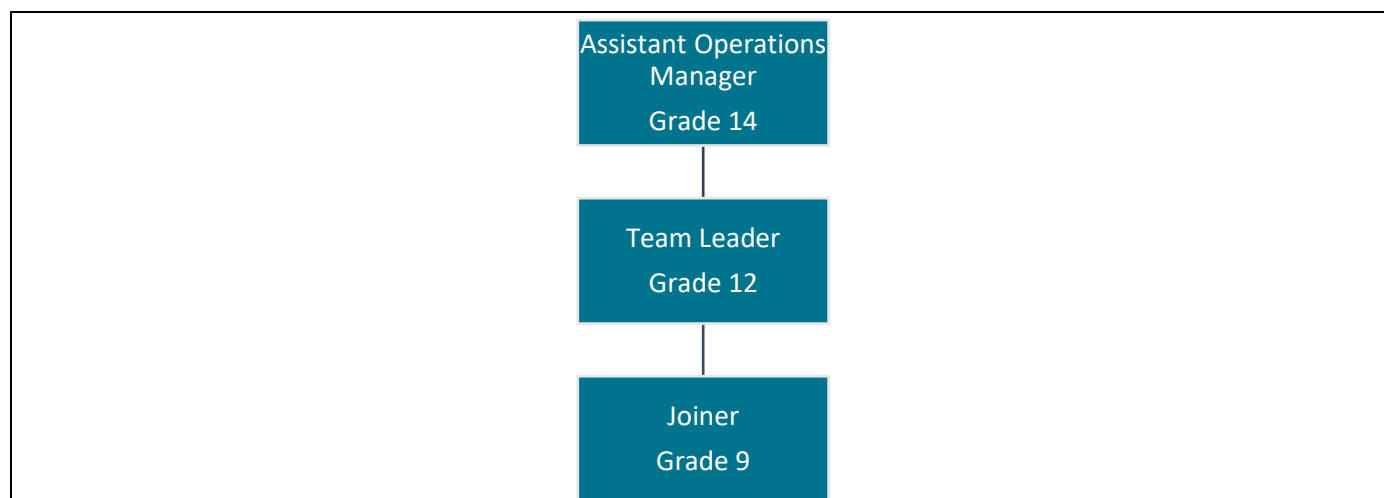 Assistant Operations
Manager
Grade 14
Team Leader
Grade 12
Joiner
Grade 9